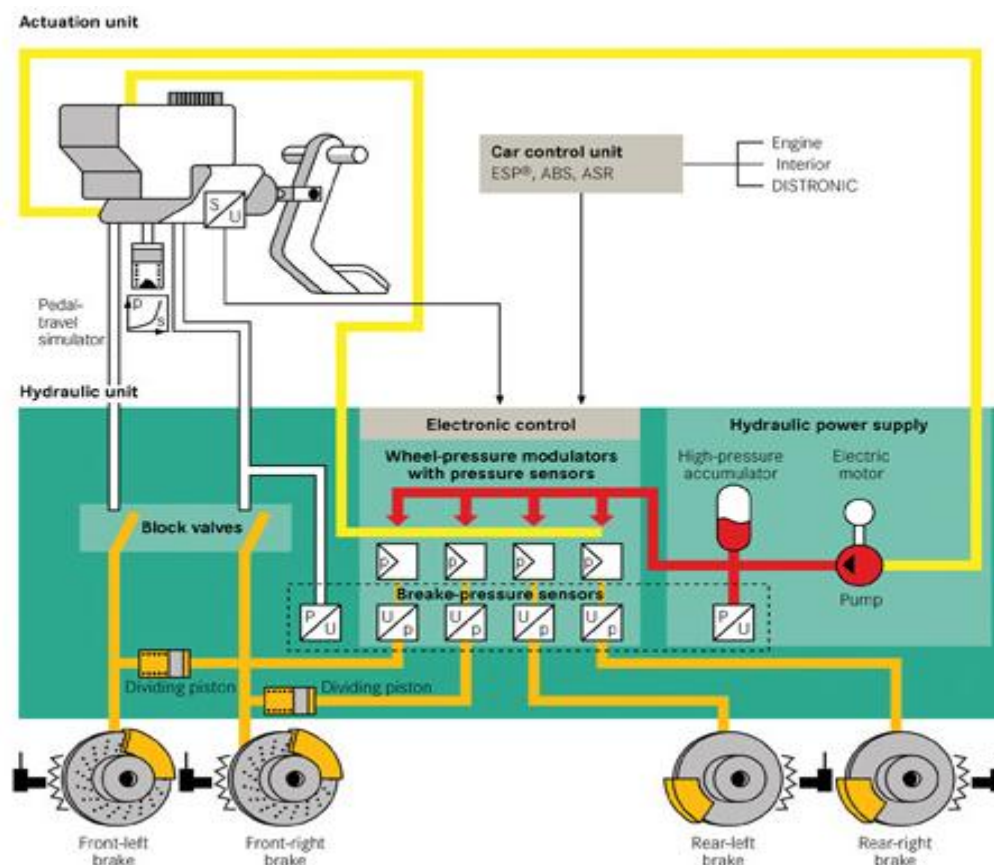 Actuation unit
Car control unit
ESP®, ABS, ASR
Engine
Interior
DISTRONIC
S
U
Pedal-
travel
simulator
p
s
Hydraulic unit
Electronic control
Wheel-pressure modulators
with pressure sensors
Hydraulic power supply
High-pressure
accumulator
Electric
motor
Block valves
p
p
p
p
Pump
Breake-pressure sensors
P
U
U
p
U
p
U
p
U
p
P
U
Dividing piston
Dividing piston
Front-left
brake
Front-right
brake
Rear-left
brake
Rear-right
brake